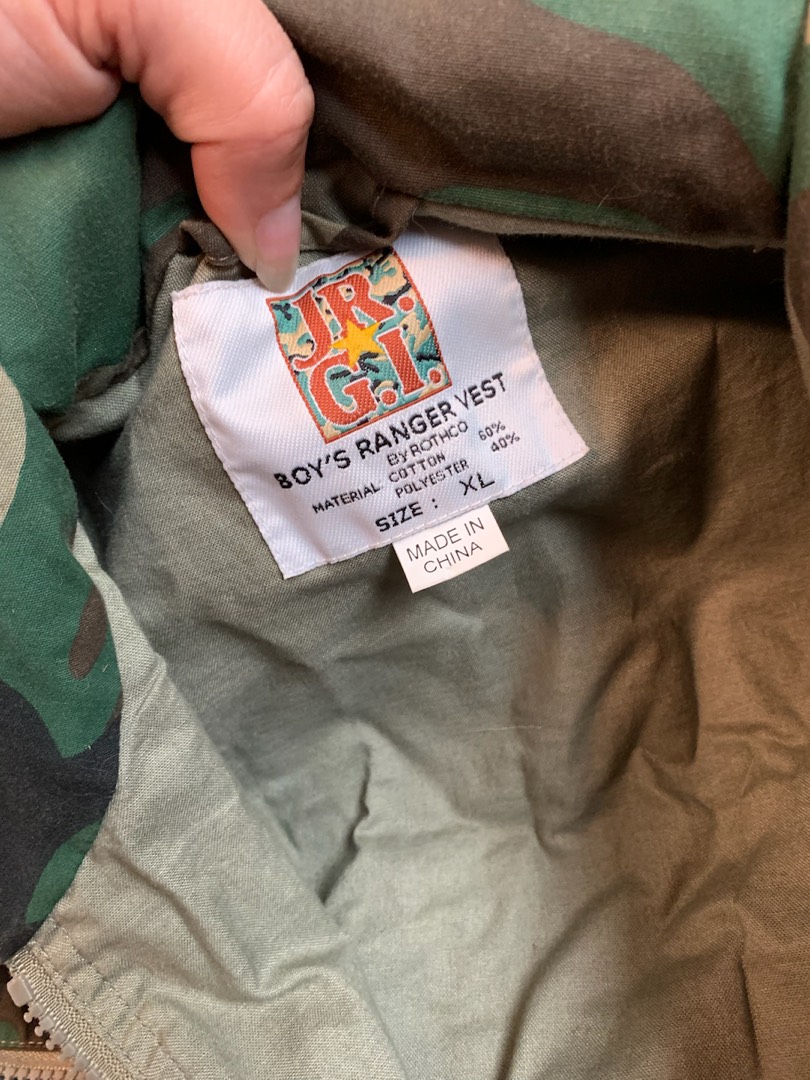 JR.
G.I.
BOY'S RANGER VEST
BY ROTHCO
MATERIAL COTTON 60%
POLYESTER 40%
SIZE : XL
MADE IN
CHINA